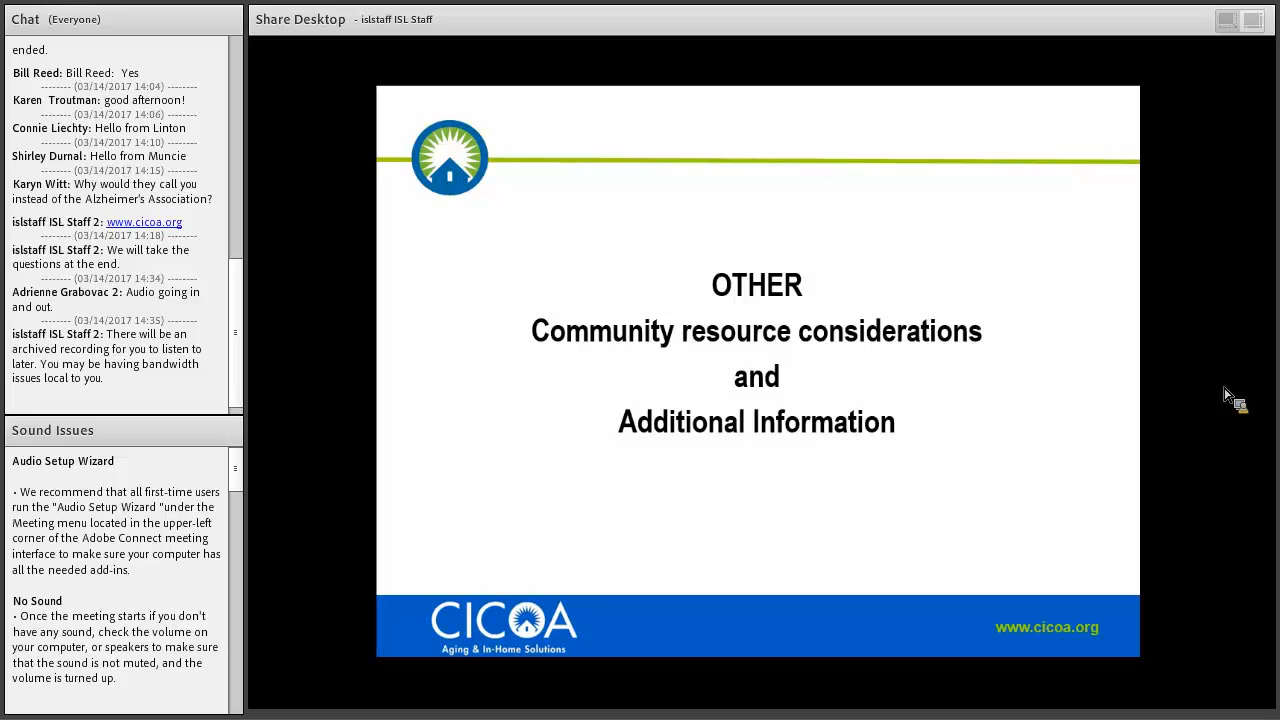 Chat (Everyone)
ended.
Bill Reed: Bill Reed: Yes
-------- (03/14/2017 14:04) --------
Karen Troutman: good afternoon!
-------- (03/14/2017 14:06) --------
Connie Liechty: Hello from Linton
-------- (03/14/2017 14:10) --------
Shirley Durnal: Hello from Muncie
-------- (03/14/2017 14:15) --------
Karyn Witt: Why would they call you
instead of the Alzheimer's Association?
islstaff ISL Staff 2: www.cicoa.org
-------- (03/14/2017 14:18) --------
islstaff ISL Staff 2: We will take the
questions at the end.
-------- (03/14/2017 14:34) --------
Adrienne Grabovac 2: Audio going in
and out.
-------- (03/14/2017 14:35) --------
islstaff ISL Staff 2: There will be an
archived recording for you to listen to
later. You may be having bandwidth
issues local to you.
Sound Issues
Audio Setup Wizard
• We recommend that all first-time users
run the "Audio Setup Wizard "under the
Meeting menu located in the upper-left
corner of the Adobe Connect meeting
interface to make sure your computer has
all the needed add-ins.
No Sound
• Once the meeting starts if you don't
have any sound, check the volume on
your computer, or speakers to make sure
that the sound is not muted, and the
volume is turned up.
Share Desktop - islstaff ISL Staff
OTHER
Community resource considerations
and
Additional Information
CICOA
Aging & In-Home Solutions
www.cicoa.org